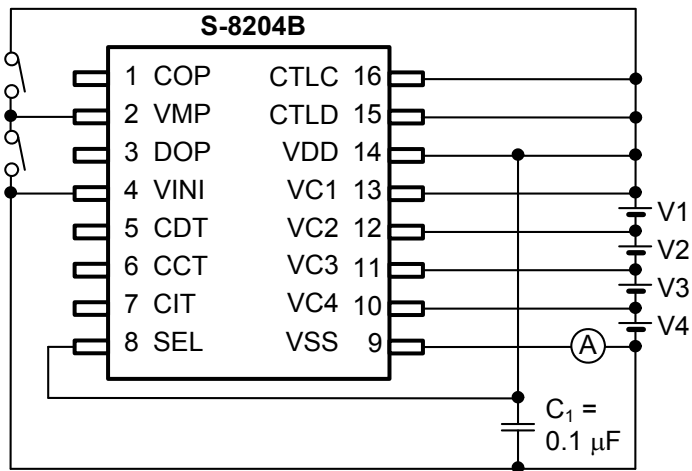 S-8204B
1 COP CTLC 16
2 VMP CTLD 15
3 DOP VDD 14
4 VINI VC1 13
5 CDT VC2 12
6 CCT VC3 11
7 CIT VC4 10
8 SEL VSS 9
V1
V2
V3
V4
A
C₁ =
0.1 μF